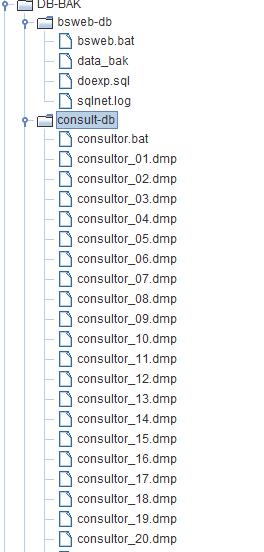 DB-BAK
bsweb-db
bsweb.bat
data_bak
doexp.sql
sqlnet.log
consult-db
consultor.bat
consultor_01.dmp
consultor_02.dmp
consultor_03.dmp
consultor_04.dmp
consultor_05.dmp
consultor_06.dmp
consultor_07.dmp
consultor_08.dmp
consultor_09.dmp
consultor_10.dmp
consultor_11.dmp
consultor_12.dmp
consultor_13.dmp
consultor_14.dmp
consultor_15.dmp
consultor_16.dmp
consultor_17.dmp
consultor_18.dmp
consultor_19.dmp
consultor_20.dmp